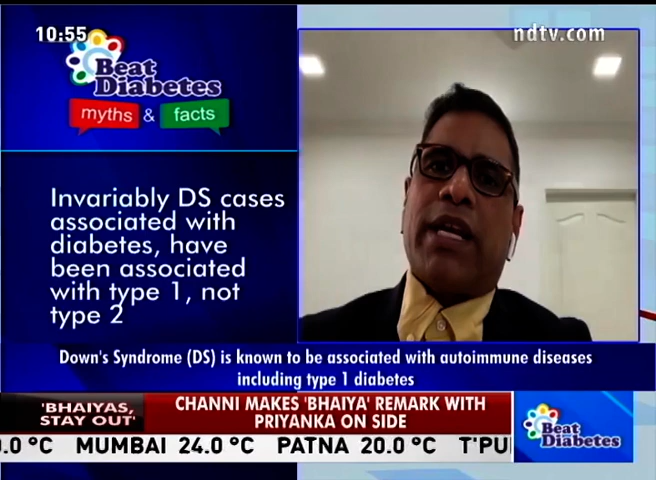 10:55
ndtv.com
Beat
Diabetes
myths & facts
Invariably DS cases
associated with
diabetes, have
been associated
with type 1, not
type 2
Down's Syndrome (DS) is known to be associated with autoimmune diseases
including type 1 diabetes
'BHAIYAS,
STAY OUT'
CHANNI MAKES 'BHAIYA' REMARK WITH
PRIYANKA ON SIDE
.0 °C MUMBAI 24.0 °C PATNA 20.0 °C T'PU
Beat
Diabetes